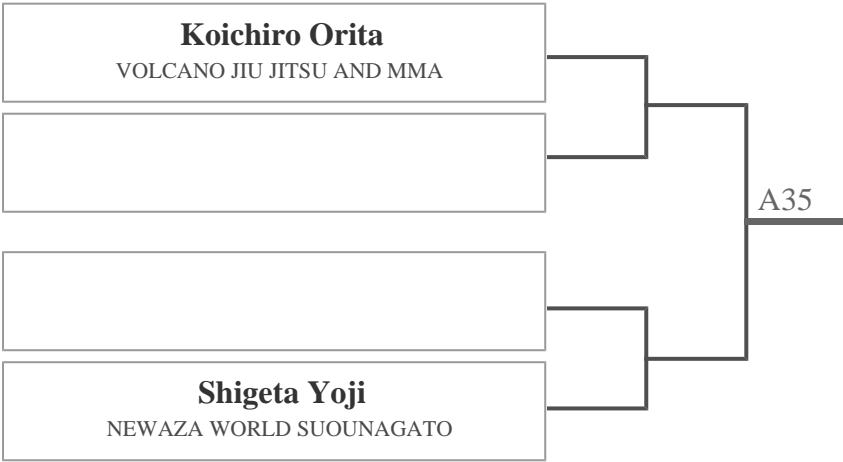 Koichiro Orita
VOLCANO JIU JITSU AND MMA
A35
Shigeta Yoji
NEWAZA WORLD SUOUNAGATO